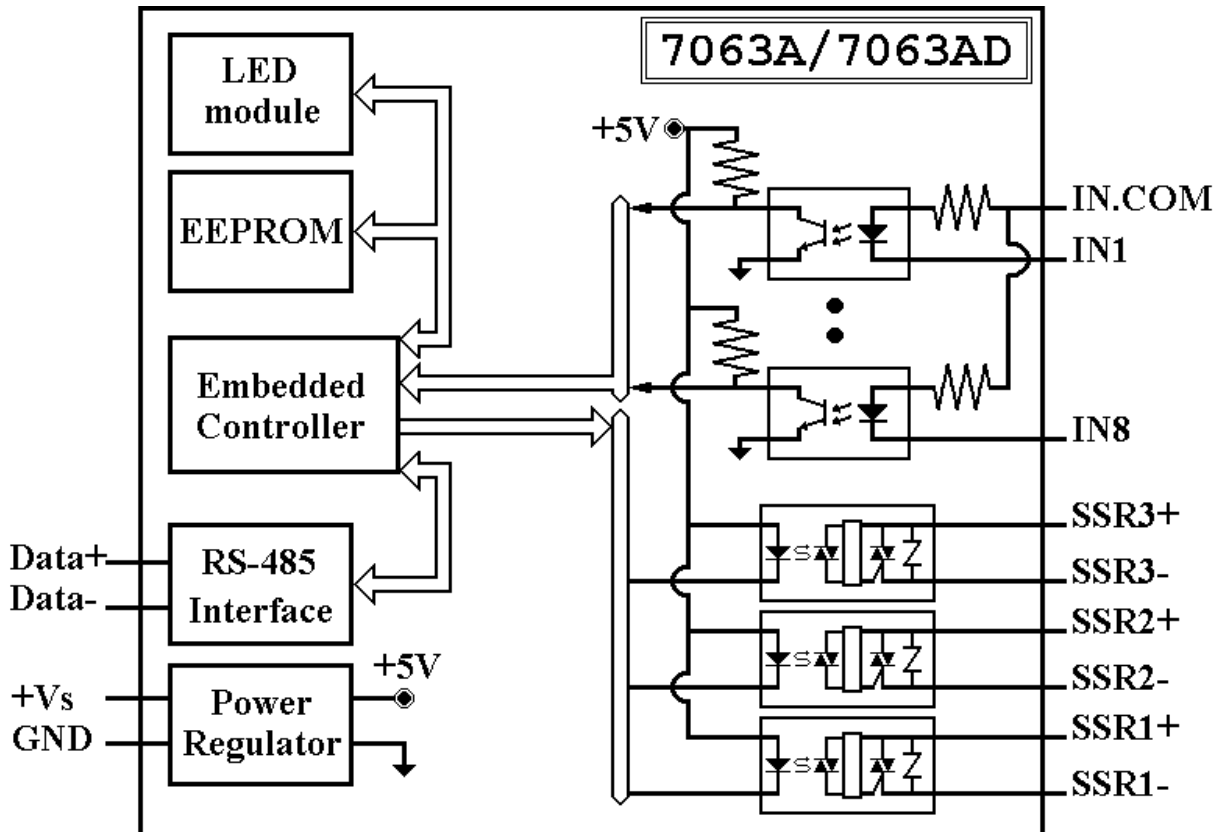 7063A/7063AD
LED
module
EEPROM
Embedded
Controller
RS-485
Interface
Data+
Data-
Power
Regulator
+Vs
GND
+5V
+5V
IN.COM
IN1
IN8
SSR3+
SSR3-
SSR2+
SSR2-
SSR1+
SSR1-